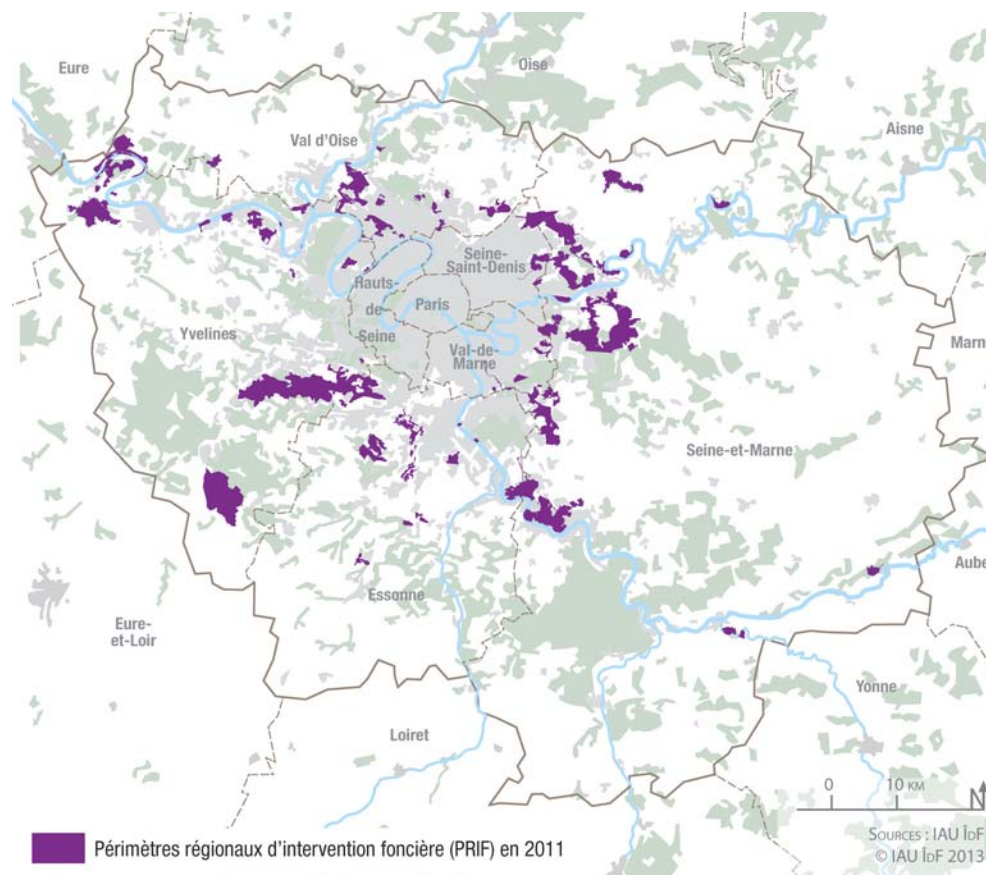 Eure
Oise
Aisne
Val d'Oise
Seine-
Saint-Denis
Hauts-
de-
Seine
Paris
Yvelines
Val-de-
Marne
Marn
Seine-et-Marne
Aube
Essonne
Eure-
et-Loir
Yonne
Loiret
0 10 KM
N
Périmètres régionaux d'intervention foncière (PRIF) en 2011
SOURCES : IAU ÎDF
© IAU ÎDF 2013